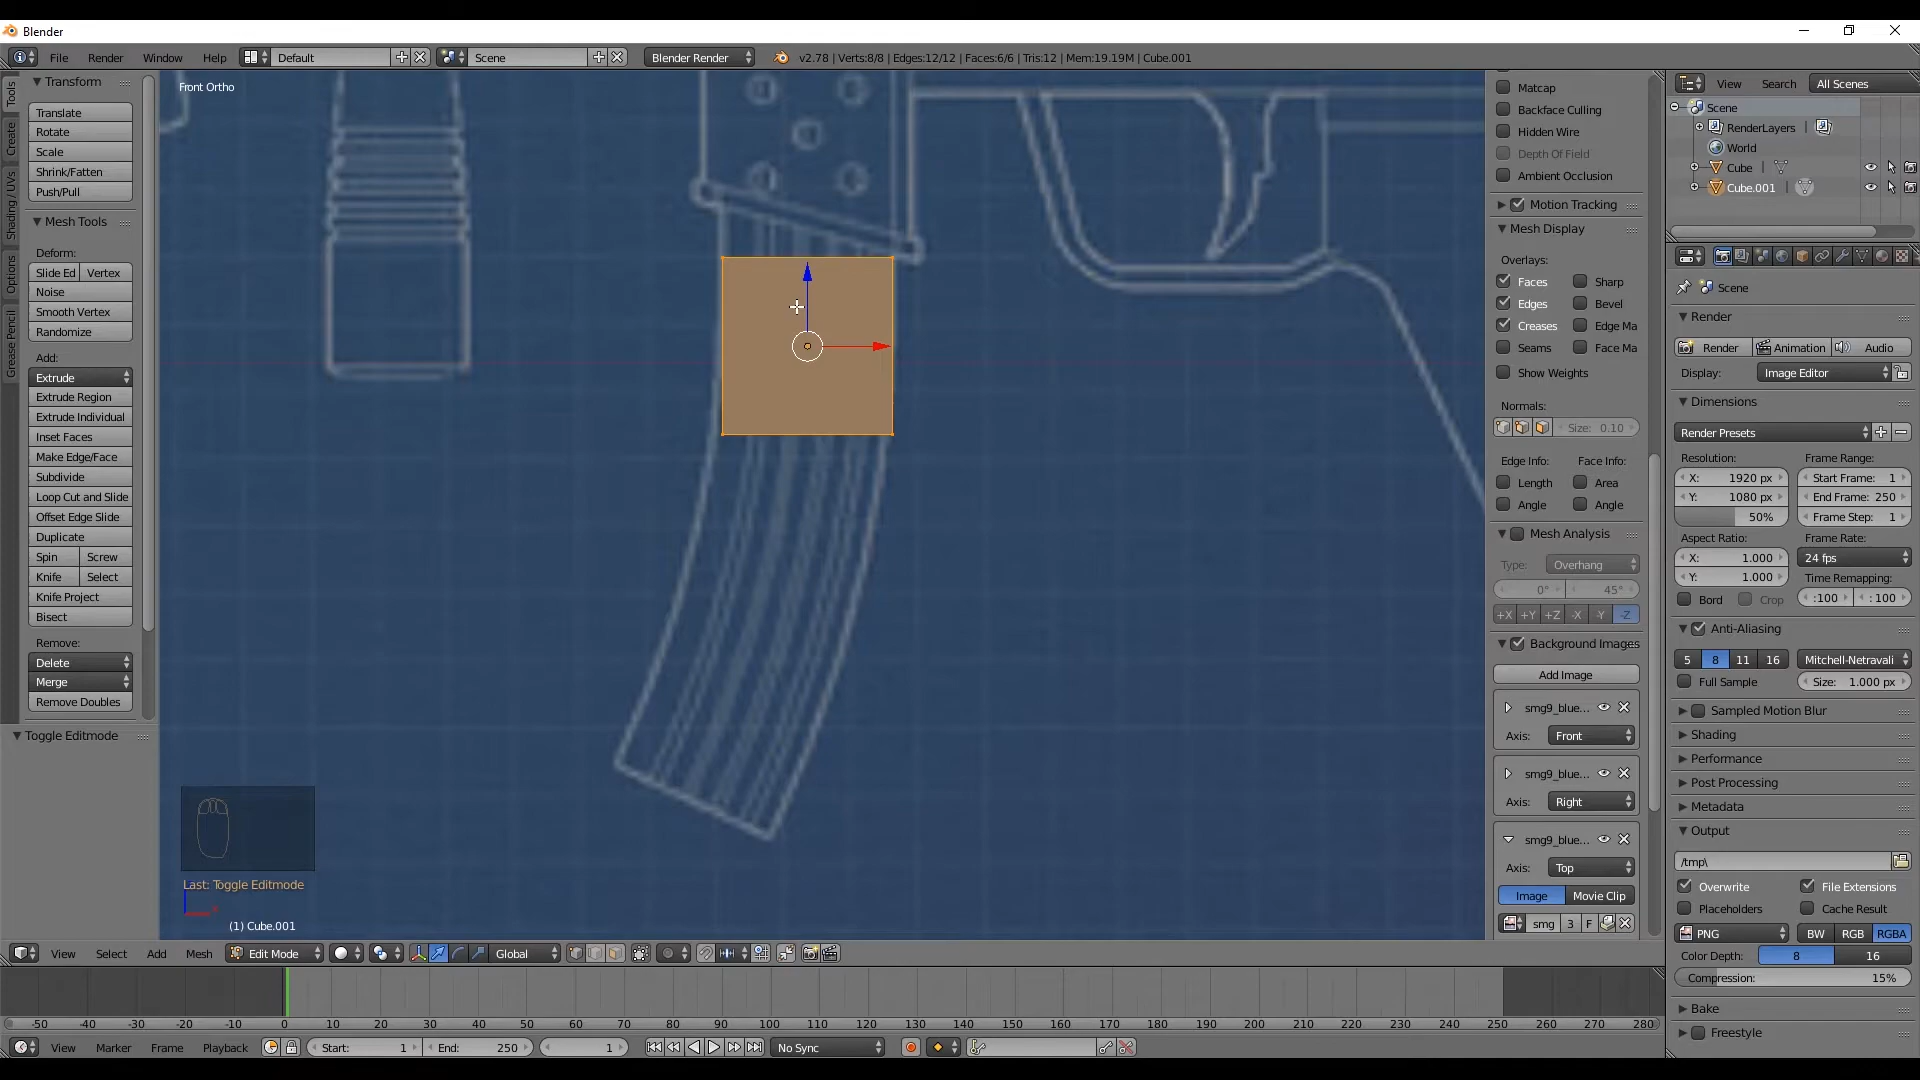 Blender
File Render Window Help Default Scene Blender Render v2.78 | Verts:8/8 | Edges:12/12 | Faces:6/6 | Tris:12 | Mem:19.19M | Cube.001
Tools
Create
Shading / UVs
Options
Grease Pencil
Transform
Translate
Rotate
Scale
Shrink/Fatten
Push/Pull
Mesh Tools
Deform:
Slide Ed Vertex
Noise
Smooth Vertex
Randomize
Add:
Extrude
Extrude Region
Extrude Individual
Inset Faces
Make Edge/Face
Subdivide
Loop Cut and Slide
Offset Edge Slide
Duplicate
Spin Screw
Knife Select
Knife Project
Bisect
Remove:
Delete
Merge
Remove Doubles
Toggle Editmode
Front Ortho
Last: Toggle Editmode
(1) Cube.001
Matcap
Backface Culling
Hidden Wire
Depth Of Field
Ambient Occlusion
Motion Tracking
Mesh Display
Overlays:
Faces Sharp
Edges Bevel
Creases Edge Ma
Seams Face Ma
Show Weights
Normals:
Size: 0.10
Edge Info: Face Info:
Length Area
Angle Angle
Mesh Analysis
Type: Overhang
0° 45°
+X +Y +Z -X -Y -Z
Background Images
Add Image
smg9_blue...
Axis: Front
smg9_blue...
Axis: Right
smg9_blue...
Axis: Top
Image Movie Clip
smg 3 F
View Search All Scenes
Scene
RenderLayers |
World
Cube |
Cube.001 |
Scene
Render
Render Animation Audio
Display: Image Editor
Dimensions
Render Presets
Resolution: Frame Range:
X: 1920 px Start Frame: 1
Y: 1080 px End Frame: 250
50% Frame Step: 1
Aspect Ratio: Frame Rate:
X: 1.000 24 fps
Y: 1.000 Time Remapping:
Bord Crop :100 : 100
Anti-Aliasing
5 8 11 16 Mitchell-Netravali
Full Sample Size: 1.000 px
Sampled Motion Blur
Shading
Performance
Post Processing
Metadata
Output
/tmp\
Overwrite File Extensions
Placeholders Cache Result
PNG BW RGB RGBA
Color Depth: 8 16
Compression: 15%
Bake
Freestyle
View Select Add Mesh Edit Mode Global
-50 -40 -30 -20 -10 0 10 20 30 40 50 60 70 80 90 100 110 120 130 140 150 160 170 180 190 200 210 220 230 240 250 260 270 280
View Marker Frame Playback Start: 1 End: 250 1 No Sync